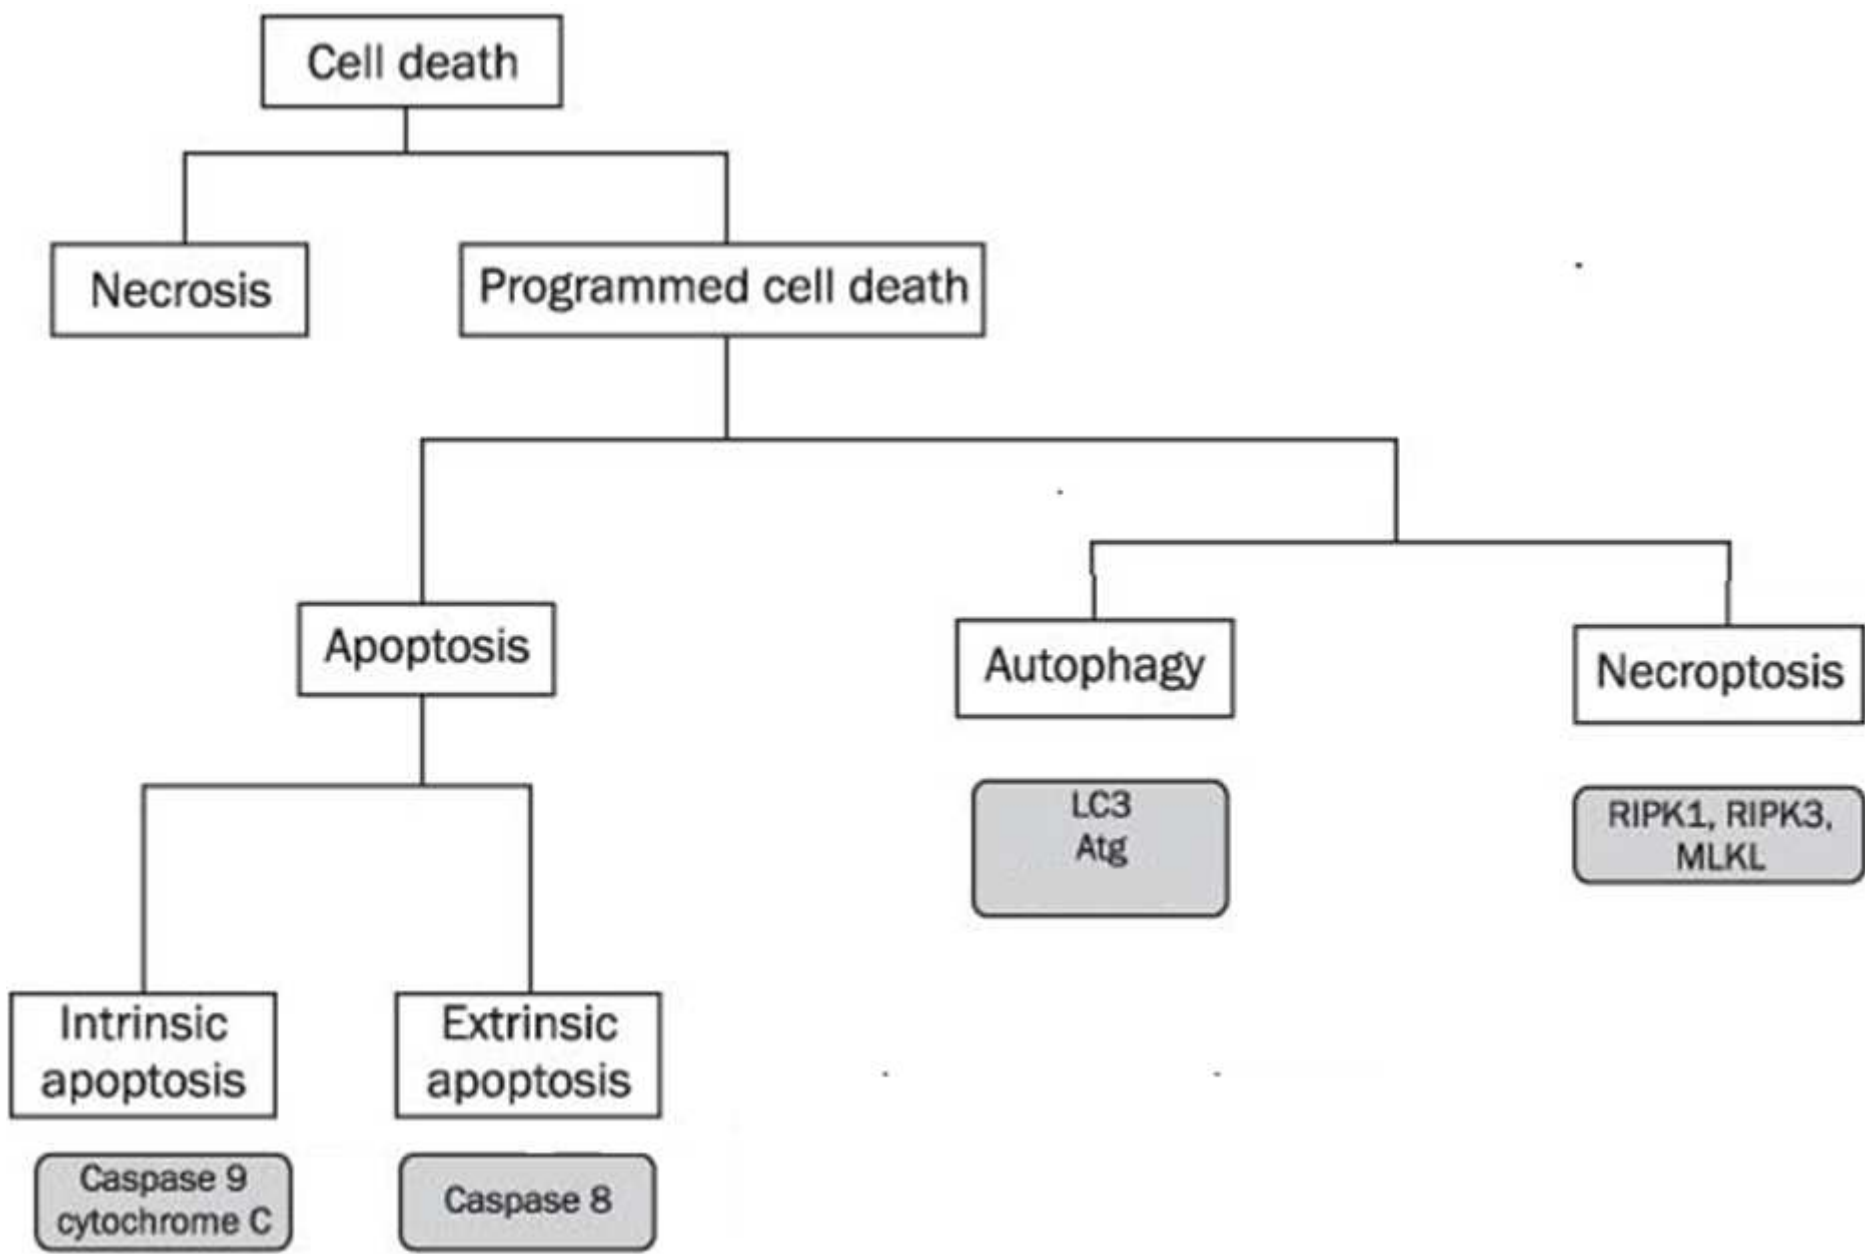 Cell death
Necrosis
Programmed cell death
Apoptosis
Autophagy
Necroptosis
LC3
Atg
RIPK1, RIPK3,
MLKL
Intrinsic
apoptosis
Extrinsic
apoptosis
Caspase 9
cytochrome C
Caspase 8